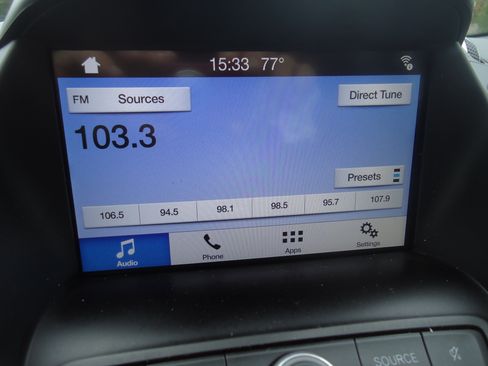 15:33 77°
FM Sources
Direct Tune
103.3
Presets
106.5 94.5 98.1 98.5 95.7 107.9
Audio Phone Apps Settings
SOURCE